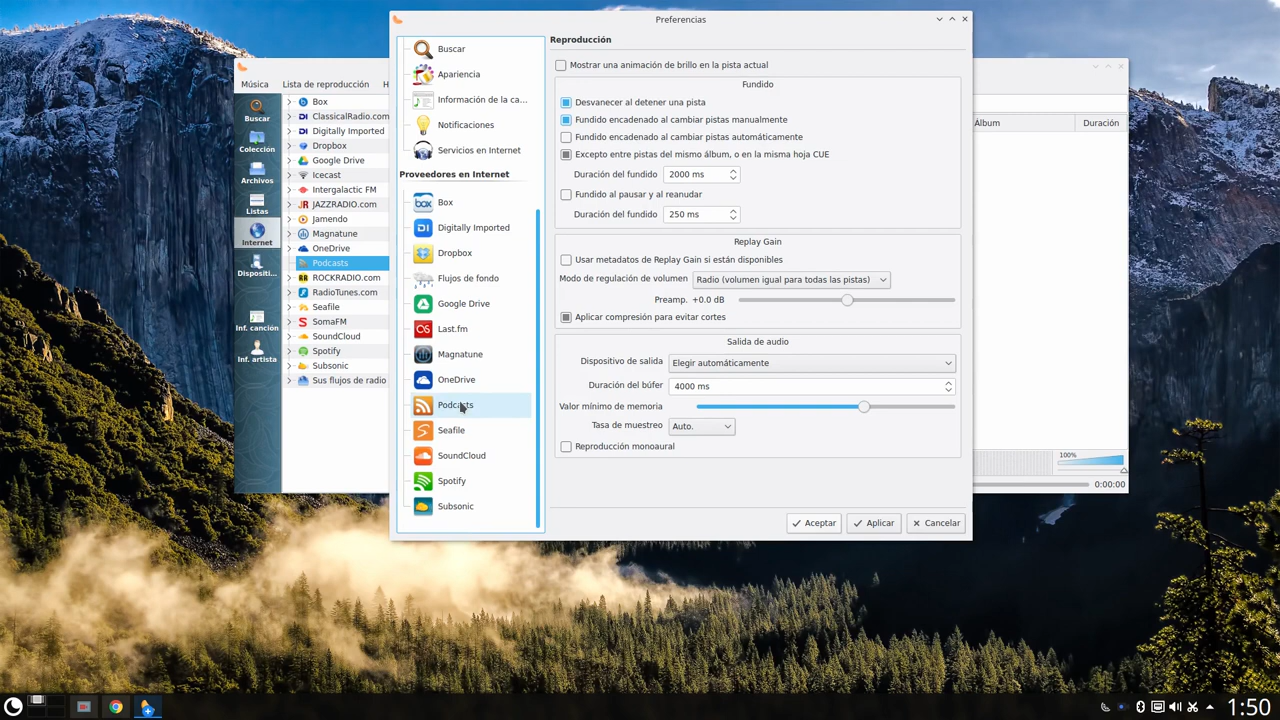 Preferencias
Buscar
Apariencia
Información de la ca...
Notificaciones
Servicios en Internet
Proveedores en Internet
Box
Digitally Imported
Dropbox
Flujos de fondo
Google Drive
Last.fm
Magnatune
OneDrive
Podcasts
Seafile
SoundCloud
Spotify
Subsonic
Reproducción
Mostrar una animación de brillo en la pista actual
Fundido
Desvanecer al detener una pista
Fundido encadenado al cambiar pistas manualmente
Fundido encadenado al cambiar pistas automáticamente
Excepto entre pistas del mismo álbum, o en la misma hoja CUE
Duración del fundido 2000 ms
Fundido al pausar y al reanudar
Duración del fundido 250 ms
Replay Gain
Usar metadatos de Replay Gain si están disponibles
Modo de regulación de volumen Radio (volumen igual para todas las pistas)
Preamp. +0.0 dB
Aplicar compresión para evitar cortes
Salida de audio
Dispositivo de salida Elegir automáticamente
Duración del búfer 4000 ms
Valor mínimo de memoria
Tasa de muestreo Auto.
Reproducción monoaural
Aceptar Aplicar Cancelar
Música Lista de reproducción H
Buscar
Colección
Archivos
Listas
Internet
Dispositi...
Inf. canción
Inf. artista
Box
ClassicalRadio.com
Digitally Imported
Dropbox
Google Drive
Icecast
Intergalactic FM
JAZZRADIO.com
Jamendo
Magnatune
OneDrive
Podcasts
ROCKRADIO.com
RadioTunes.com
Seafile
SomaFM
SoundCloud
Spotify
Subsonic
Sus flujos de radio
Álbum Duración
100%
0:00:00
1:50